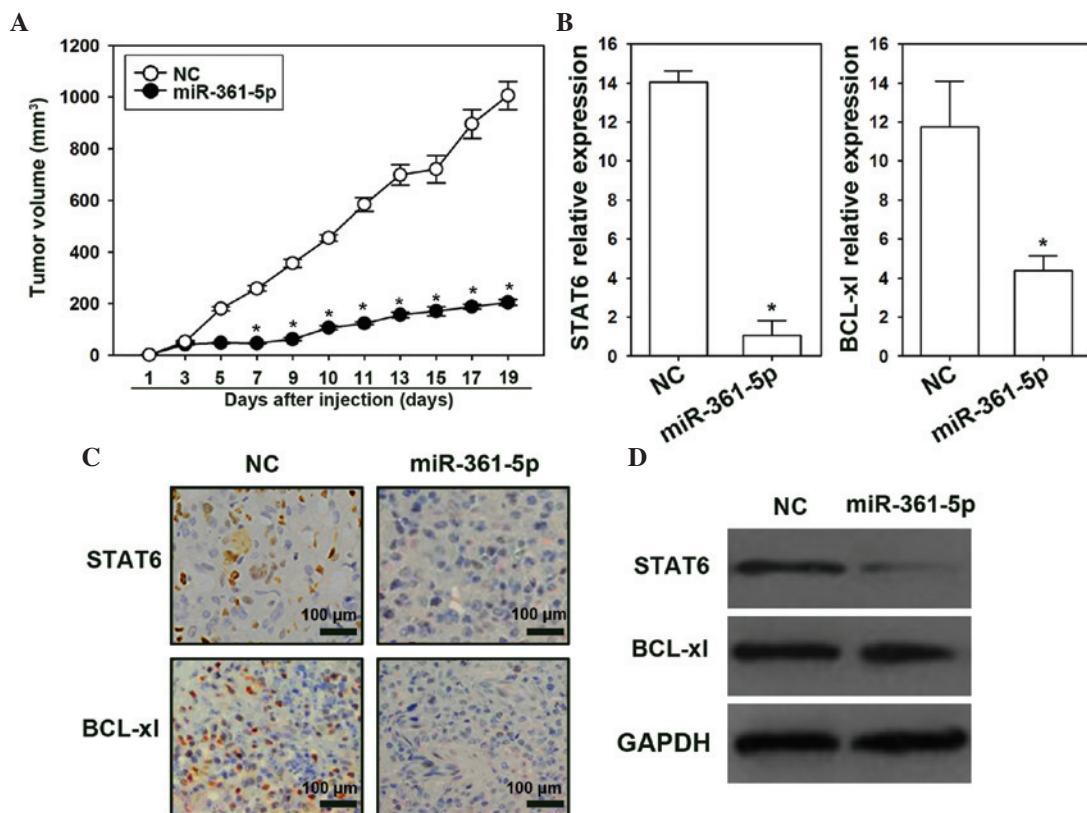 A
Tumor volume (mm³)
1200
1000
800
600
400
200
0
NC
miR-361-5p
* * * * * * * *
1 3 5 7 9 10 11 13 15 17 19
Days after injection (days)
B
STAT6 relative expression
16
14
12
10
8
6
4
2
0
*
NC
miR-361-5p
BCL-xl relative expression
16
14
12
10
8
6
4
2
0
*
NC
miR-361-5p
C
NC miR-361-5p
STAT6
100 µm
100 µm
BCL-xl
100 µm
100 µm
D
NC miR-361-5p
STAT6
BCL-xl
GAPDH